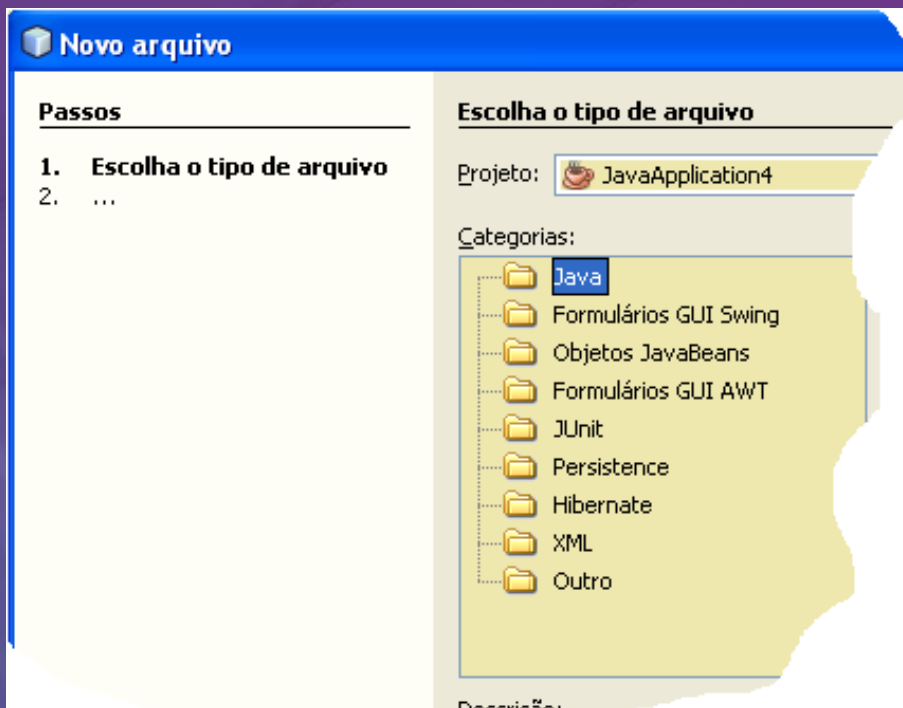 Novo arquivo
Passos
1. Escolha o tipo de arquivo
2. ...
Escolha o tipo de arquivo
Projeto: JavaApplication4
Categorias:
Java
Formulários GUI Swing
Objetos JavaBeans
Formulários GUI AWT
JUnit
Persistence
Hibernate
XML
Outro
Descrição: